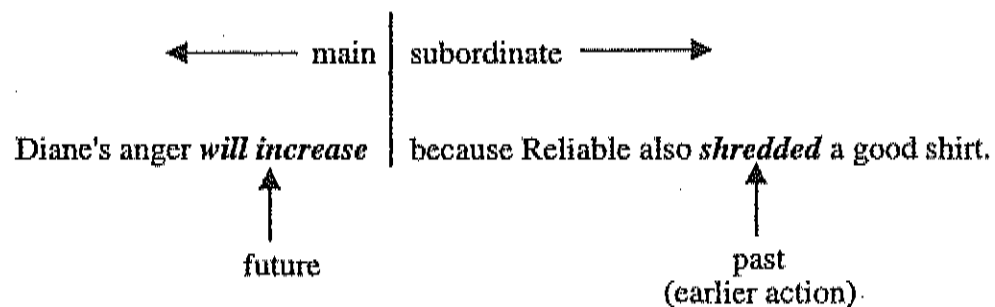 main subordinate
Diane's anger will increase because Reliable also shredded a good shirt.
future past
(earlier action)